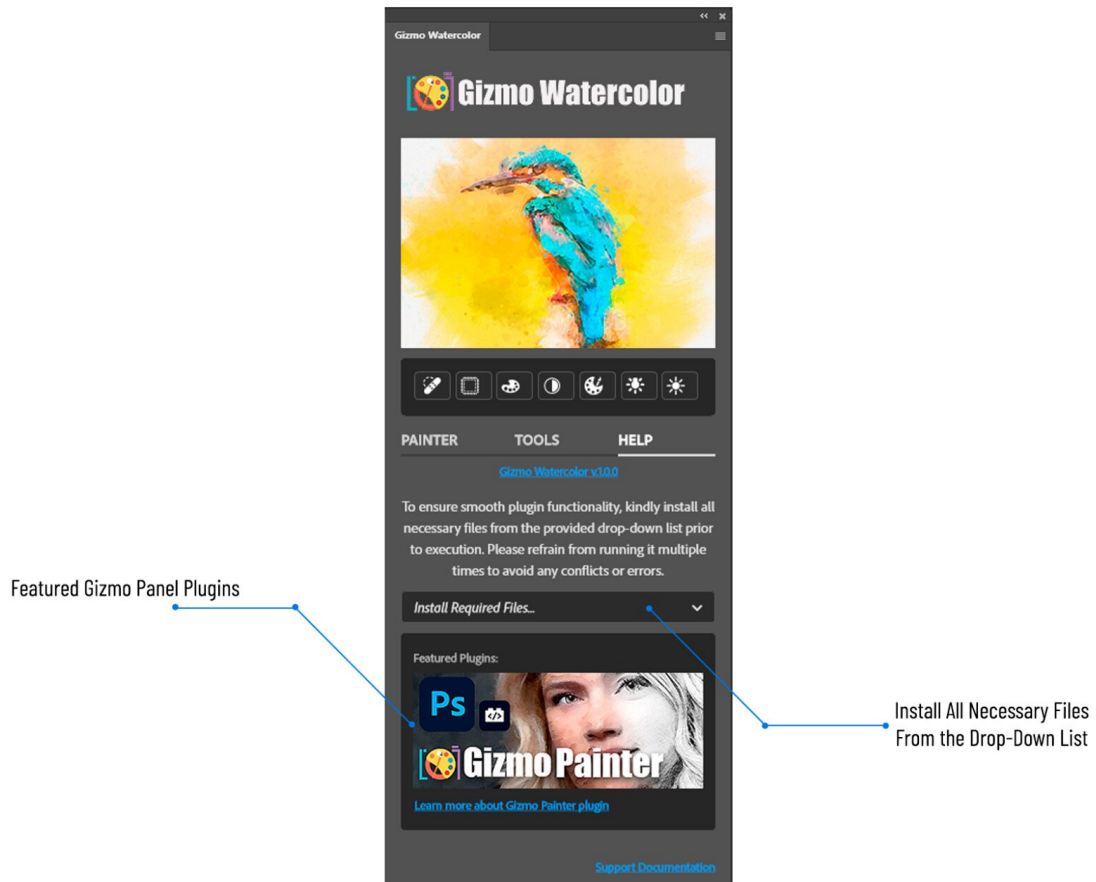 Gizmo Watercolor
Gizmo Watercolor
PAINTER TOOLS HELP
Gizmo Watercolor v.1.0.0
To ensure smooth plugin functionality, kindly install all
necessary files from the provided drop-down list prior
to execution. Please refrain from running it multiple
times to avoid any conflicts or errors.
Featured Gizmo Panel Plugins
Install Required Files...
Featured Plugins:
Ps
</>
Gizmo Painter
Learn more about Gizmo Painter plugin
Install All Necessary Files
From the Drop-Down List
Support Documentation